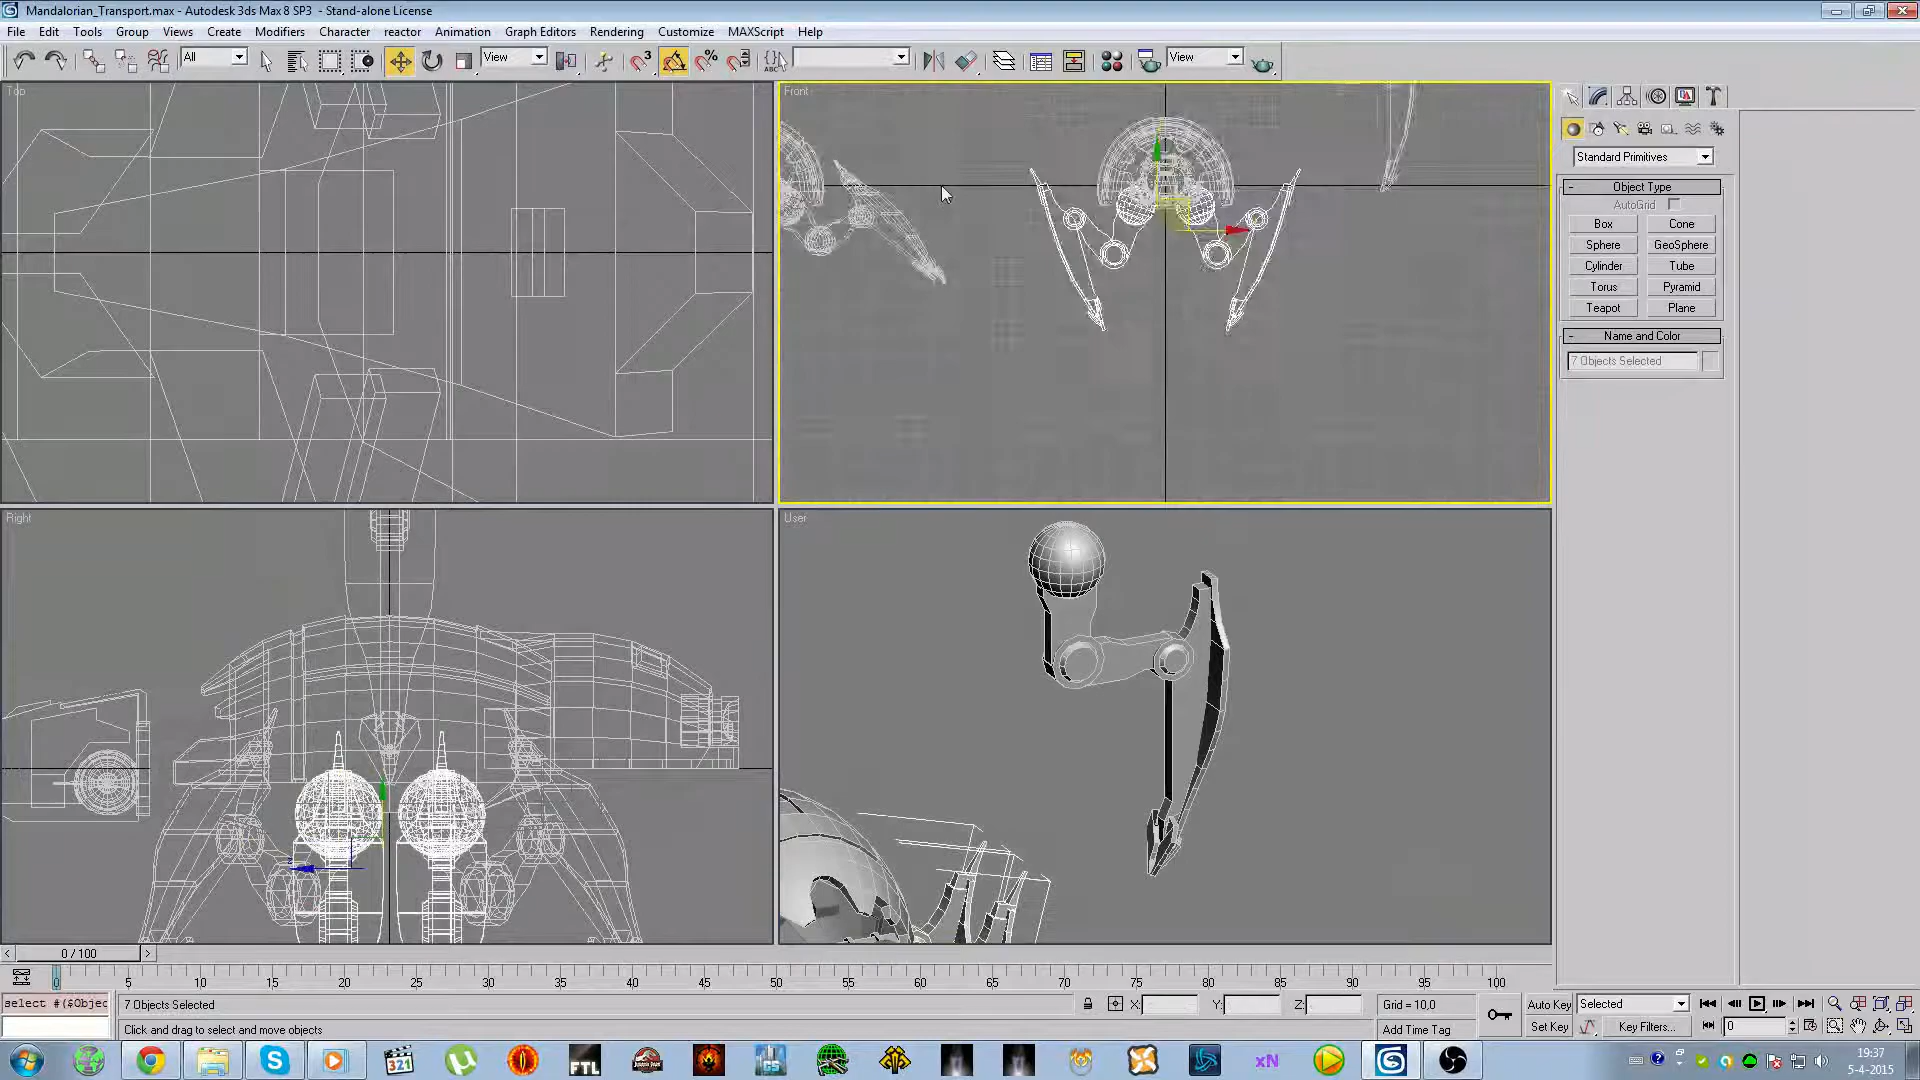 Mandalorian_Transport.max - Autodesk 3ds Max 8 SP3 - Stand-alone License
File Edit Tools Group Views Create Modifiers Character reactor Animation Graph Editors Rendering Customize MAXScript Help
All View View
Top
Front
Standard Primitives
- Object Type
AutoGrid
Box Cone
Sphere GeoSphere
Cylinder Tube
Torus Pyramid
Teapot Plane
- Name and Color
7 Objects Selected
Right
User
< 0 / 100 >
0 5 10 15 20 25 30 35 40 45 50 55 60 65 70 75 80 85 90 95 100
select #($Objec
7 Objects Selected X: Y: Z: Grid = 10,0 Auto Key Selected
Click and drag to select and move objects Add Time Tag Set Key Key Filters... 0
321 FTL xN
19:37
5-4-2015